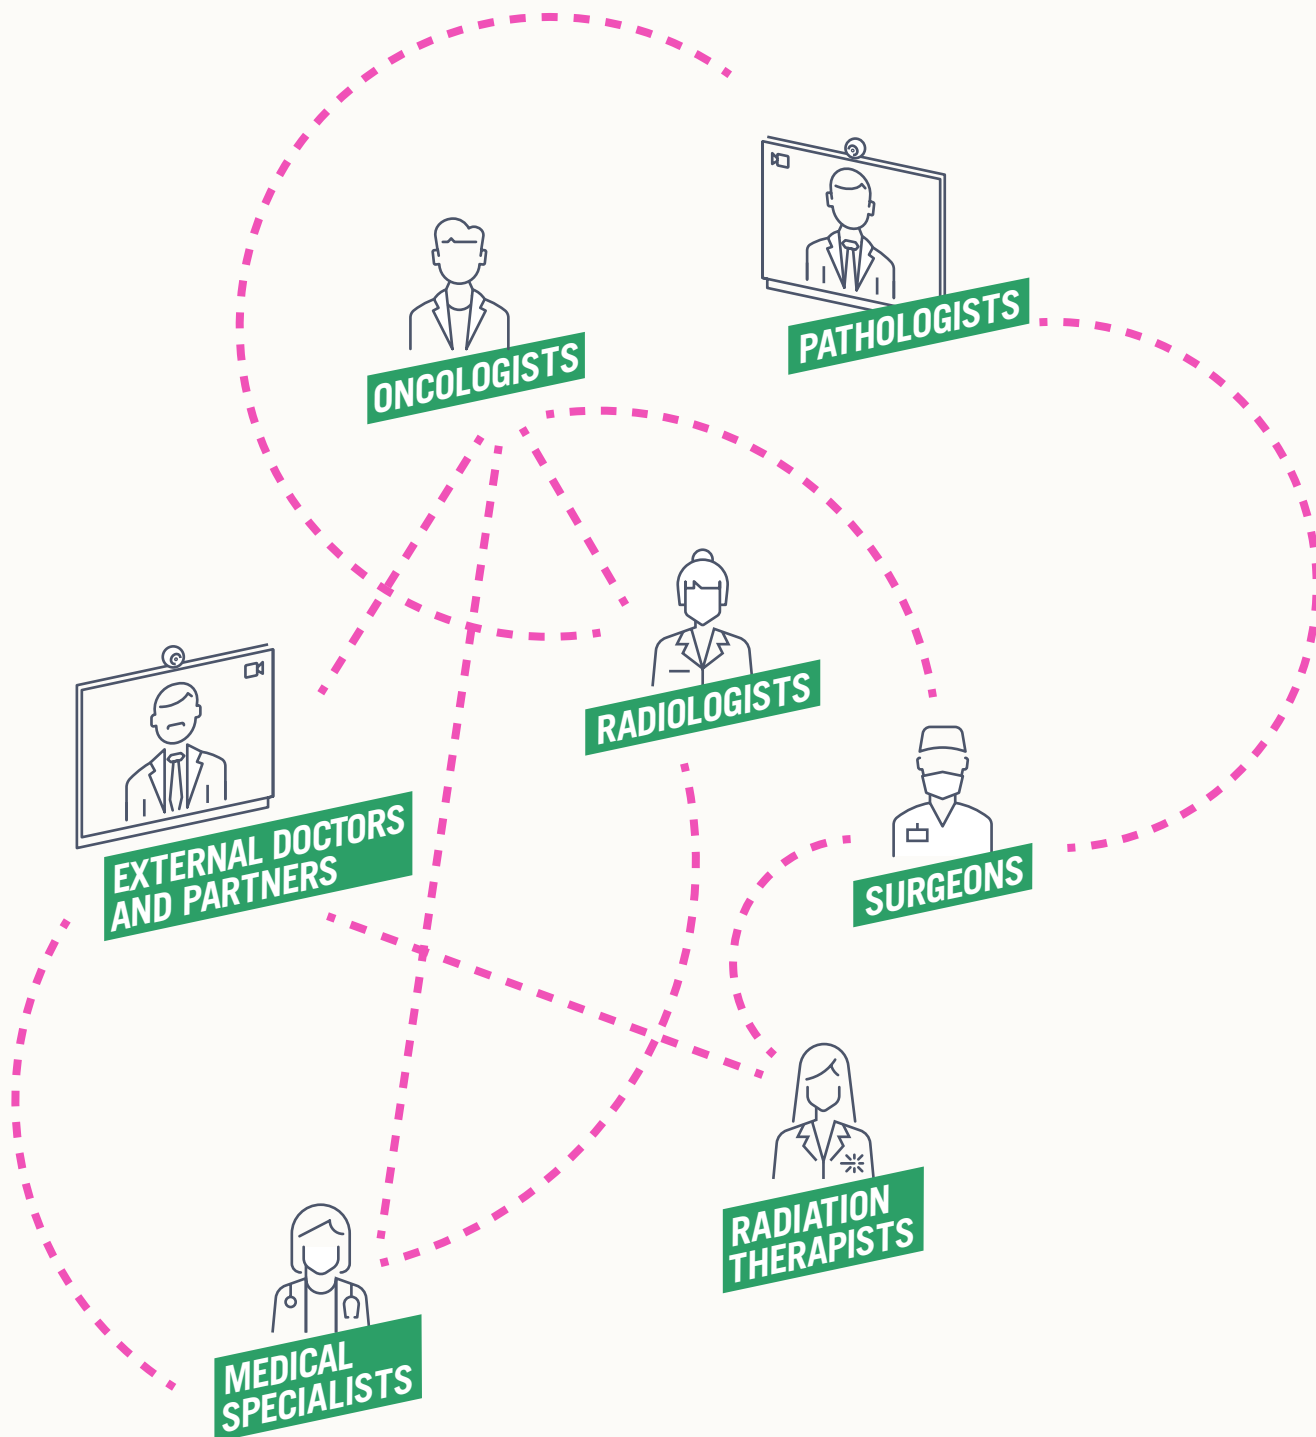 PATHOLOGISTS
ONCOLOGISTS
RADIOLOGISTS
EXTERNAL DOCTORS
AND PARTNERS
SURGEONS
RADIATION
THERAPISTS
MEDICAL
SPECIALISTS